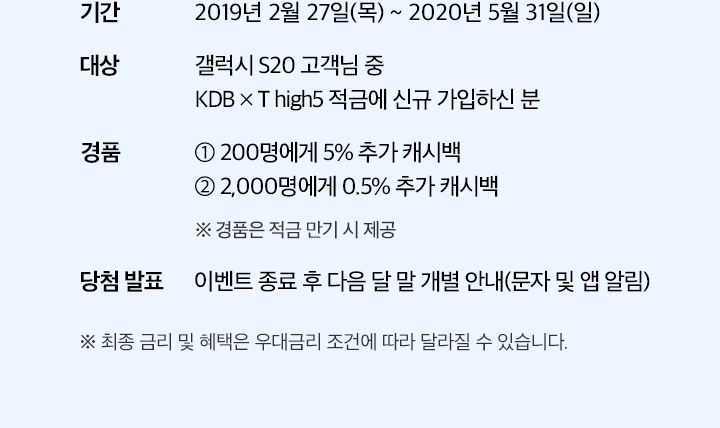 기간 2019년 2월 27일(목) ~ 2020년 5월 31일(일)
대상 갤럭시 S20 고객님 중
KDB × T high5 적금에 신규 가입하신 분
경품 ① 200명에게 5% 추가 캐시백
② 2,000명에게 0.5% 추가 캐시백
※ 경품은 적금 만기 시 제공
당첨 발표 이벤트 종료 후 다음 달 말 개별 안내(문자 및 앱 알림)
※ 최종 금리 및 혜택은 우대금리 조건에 따라 달라질 수 있습니다.